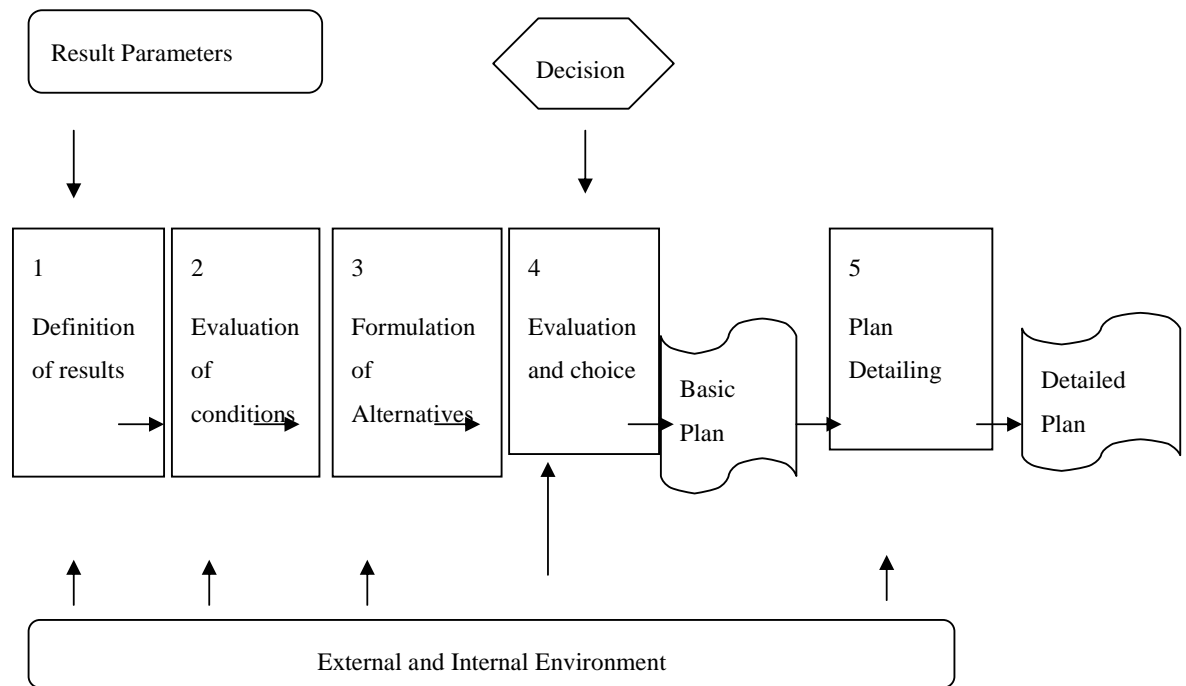 Result Parameters
Decision
1
Definition
of results
2
Evaluation
of
conditions
3
Formulation
of
Alternatives
4
Evaluation
and choice
Basic
Plan
5
Plan
Detailing
Detailed
Plan
External and Internal Environment